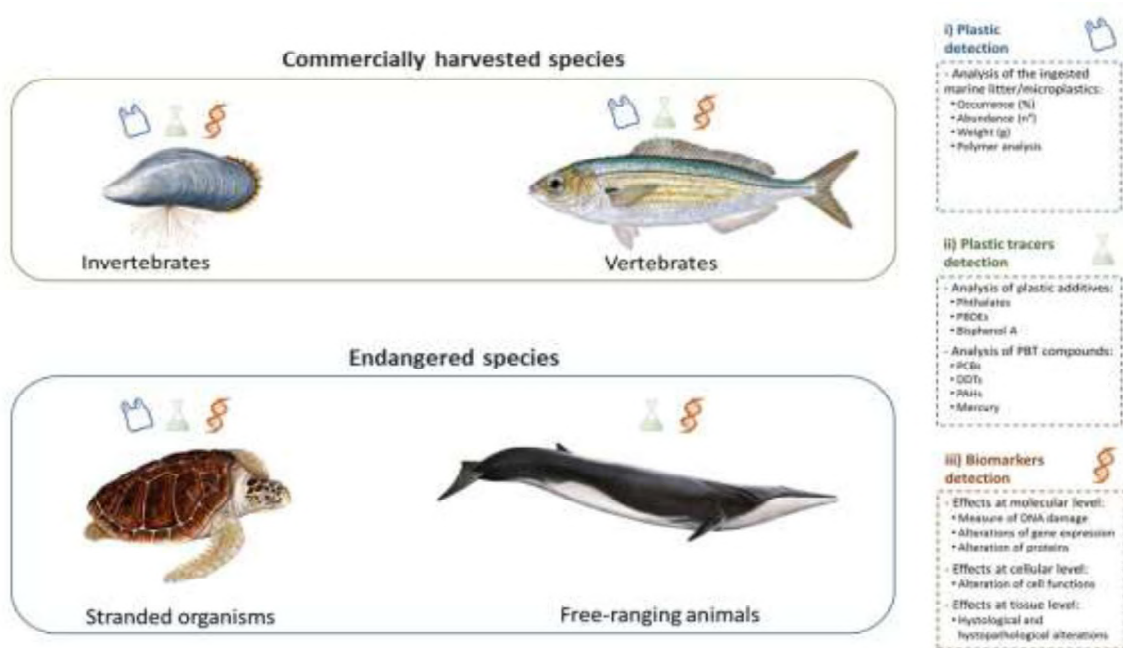 Commercially harvested species
Invertebrates
Vertebrates
Endangered species
Stranded organisms
Free-ranging animals
i) Plastic
detection
- Analysis of the ingested
marine litter/microplastics:
• Occurrence (%)
• Abundance (n°)
• Weight (g)
• Polymer analysis
ii) Plastic tracers
detection
- Analysis of plastic additives:
• Phthalates
• PBDEs
• Bisphenol A
- Analysis of PBT compounds:
• PCBs
• DDTs
• PAHs
• Mercury
iii) Biomarkers
detection
- Effects at molecular level:
• Measure of DNA damage
• Alterations of gene expression
• Alteration of proteins
- Effects at cellular level:
• Alteration of cell functions
- Effects at tissue level:
• Hystological and
hystopathological alterations